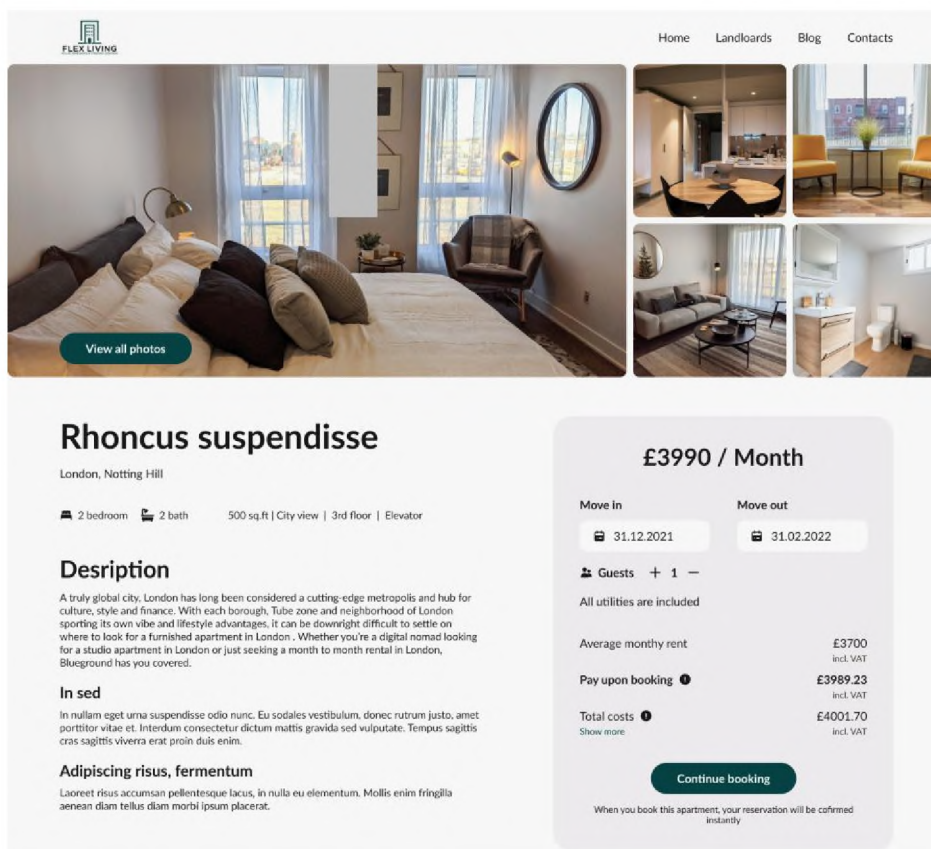 FLEX LIVING
Home Landloards Blog Contacts
View all photos
Rhoncus suspendisse
London, Notting Hill
2 bedroom 2 bath 500 sq.ft | City view | 3rd floor | Elevator
Desription
A truly global city, London has long been considered a cutting-edge metropolis and hub for
culture, style and finance. With each borough, Tube zone and neighborhood of London
sporting its own vibe and lifestyle advantages, it can be downright difficult to settle on
where to look for a furnished apartment in London . Whether you're a digital nomad looking
for a studio apartment in London or just seeking a month to month rental in London,
Blueground has you covered.
In sed
In nullam eget urna suspendisse odio nunc. Eu sodales vestibulum, donec rutrum justo, amet
porttitor vitae et. Interdum consectetur dictum mattis gravida sed vulputate. Tempus sagittis
cras sagittis viverra erat proin duis enim.
Adipiscing risus, fermentum
Laoreet risus accumsan pellentesque lacus, in nulla eu elementum. Mollis enim fringilla
aenean diam tellus diam morbi ipsum placerat.
£3990 / Month
Move in Move out
31.12.2021 31.02.2022
Guests + 1 −
All utilities are included
Average monthy rent £3700
incl. VAT
Pay upon booking £3989.23
incl. VAT
Total costs £4001.70
Show more incl. VAT
Continue booking
When you book this apartment, your reservation will be cofirmed
instantly